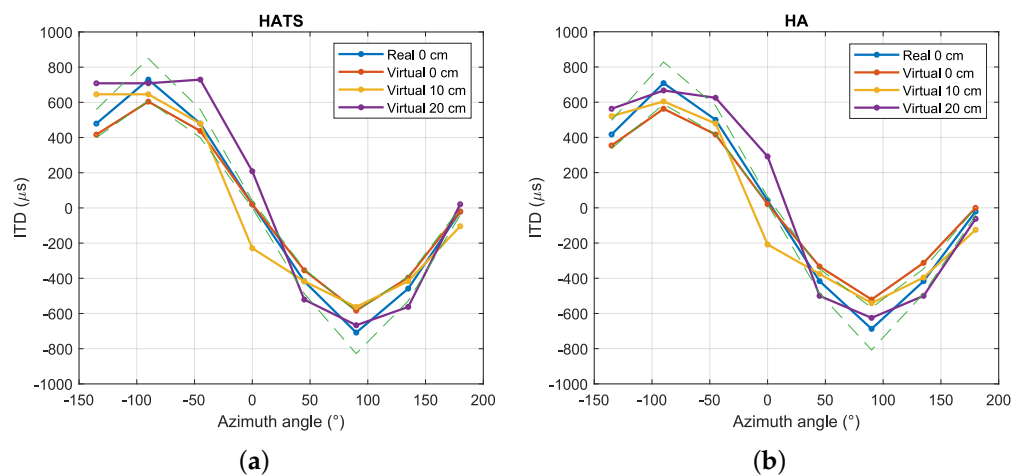 HATS
Real 0 cm
Virtual 0 cm
Virtual 10 cm
Virtual 20 cm
1000
800
600
400
200
0
-200
-400
-600
-800
-1000
ITD (μs)
-150 -100 -50 0 50 100 150 200
Azimuth angle (°)
(a)
HA
Real 0 cm
Virtual 0 cm
Virtual 10 cm
Virtual 20 cm
1000
800
600
400
200
0
-200
-400
-600
-800
-1000
ITD (μs)
-150 -100 -50 0 50 100 150 200
Azimuth angle (°)
(b)